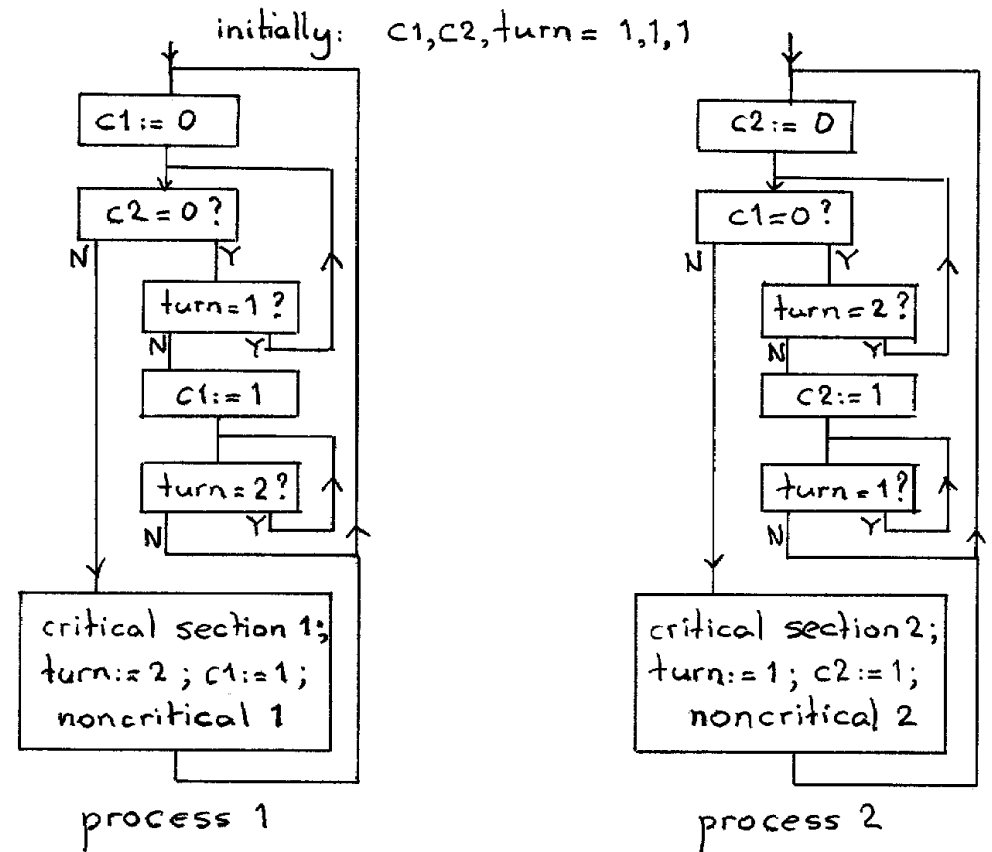 initially: c1,c2,turn = 1,1,1
c1:= 0
c2=0?
N
Y
turn=1?
N
Y
c1:=1
turn=2?
N
Y
critical section 1;
turn:=2; c1:=1;
noncritical 1
process 1
c2:= 0
c1=0?
N
Y
turn=2?
N
Y
c2:=1
turn=1?
N
Y
critical section 2;
turn:=1; c2:=1;
noncritical 2
process 2